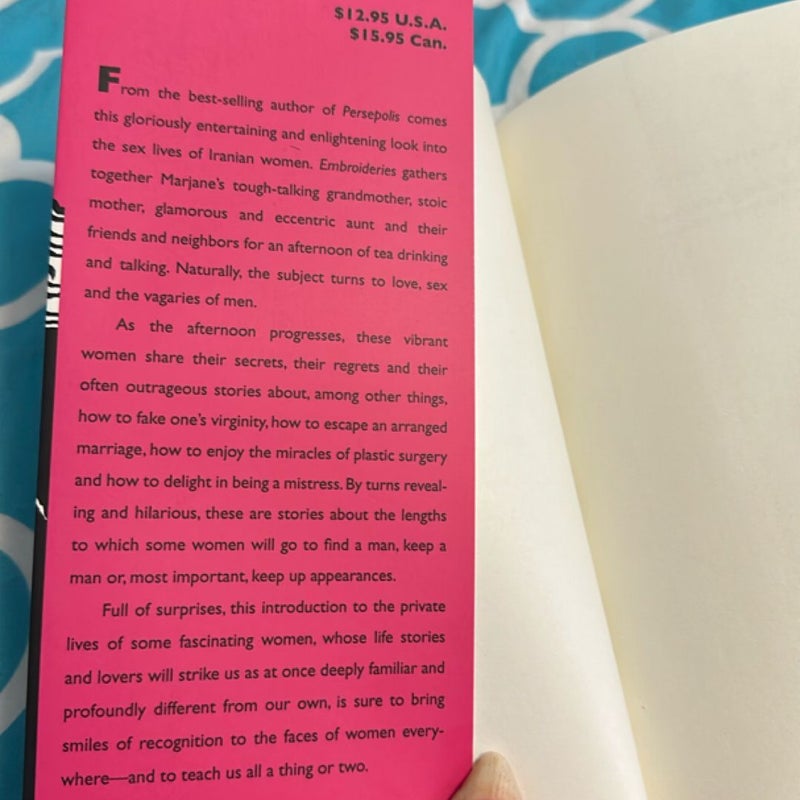 $12.95 U.S.A.
$15.95 Can.
From the best-selling author of Persepolis comes
this gloriously entertaining and enlightening look into
the sex lives of Iranian women. Embroideries gathers
together Marjane's tough-talking grandmother, stoic
mother, glamorous and eccentric aunt and their
friends and neighbors for an afternoon of tea drinking
and talking. Naturally, the subject turns to love, sex
and the vagaries of men.
As the afternoon progresses, these vibrant
women share their secrets, their regrets and their
often outrageous stories about, among other things,
how to fake one's virginity, how to escape an arranged
marriage, how to enjoy the miracles of plastic surgery
and how to delight in being a mistress. By turns reveal-
ing and hilarious, these are stories about the lengths
to which some women will go to find a man, keep a
man or, most important, keep up appearances.
Full of surprises, this introduction to the private
lives of some fascinating women, whose life stories
and lovers will strike us as at once deeply familiar and
profoundly different from our own, is sure to bring
smiles of recognition to the faces of women every-
where—and to teach us all a thing or two.